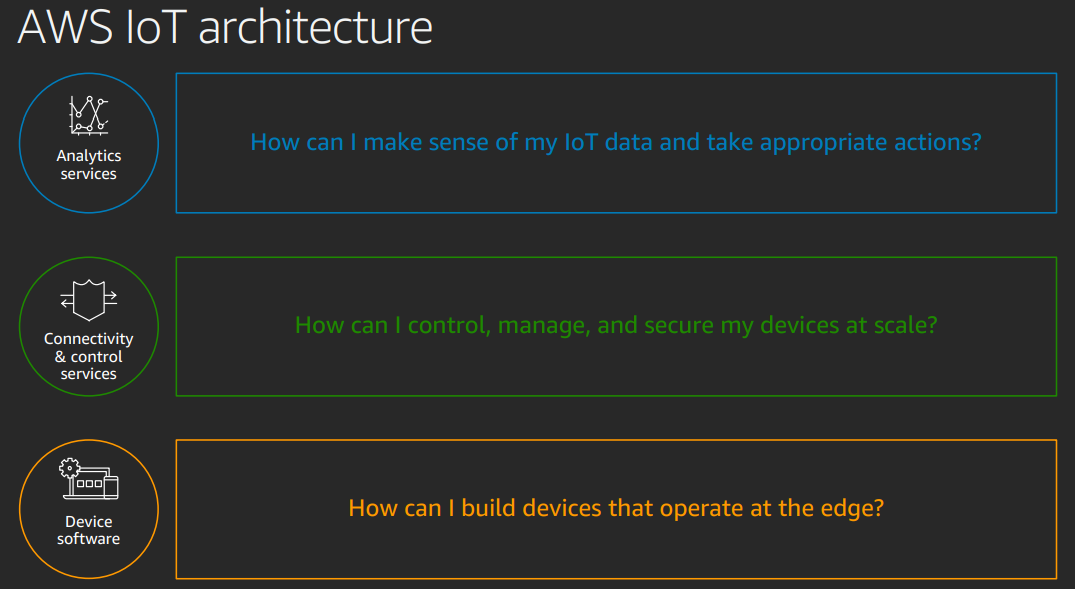 AWS IoT architecture
Analytics
services
How can I make sense of my IoT data and take appropriate actions?
Connectivity
& control
services
How can I control, manage, and secure my devices at scale?
Device
software
How can I build devices that operate at the edge?